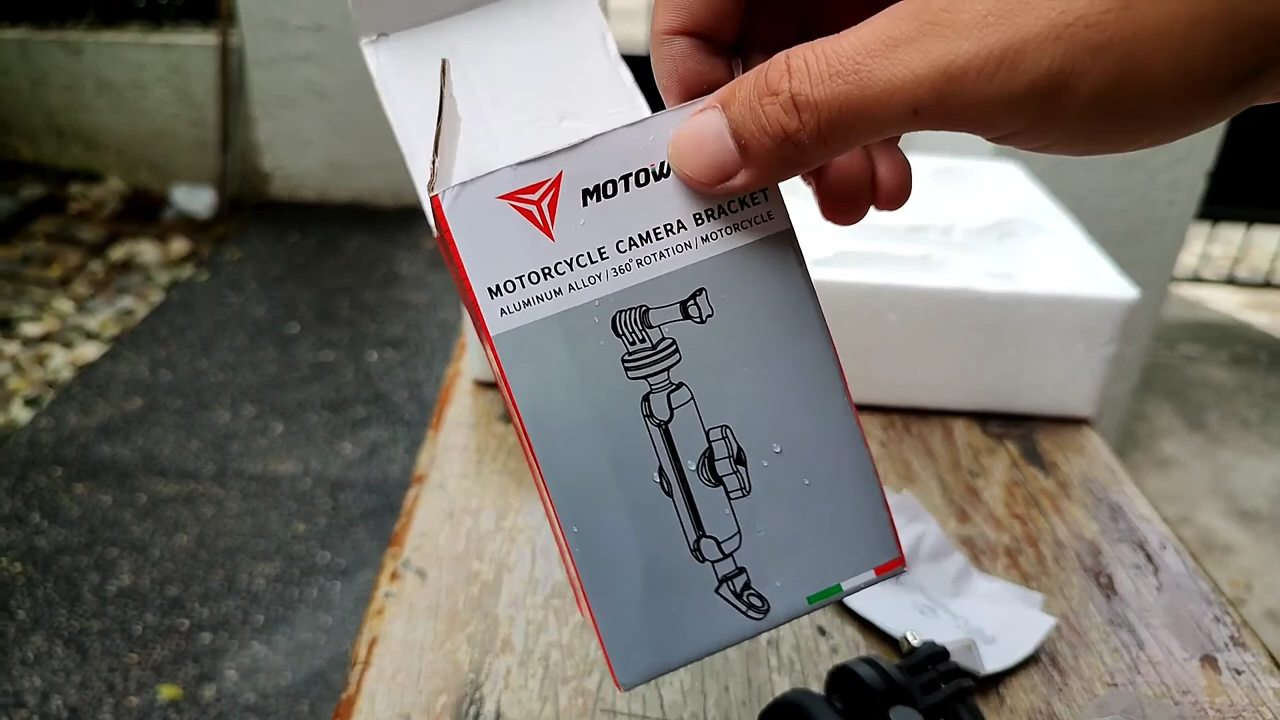 MOTOW
MOTORCYCLE CAMERA BRACKET
ALUMINUM ALLOY / 360° ROTATION / MOTORCYCLE